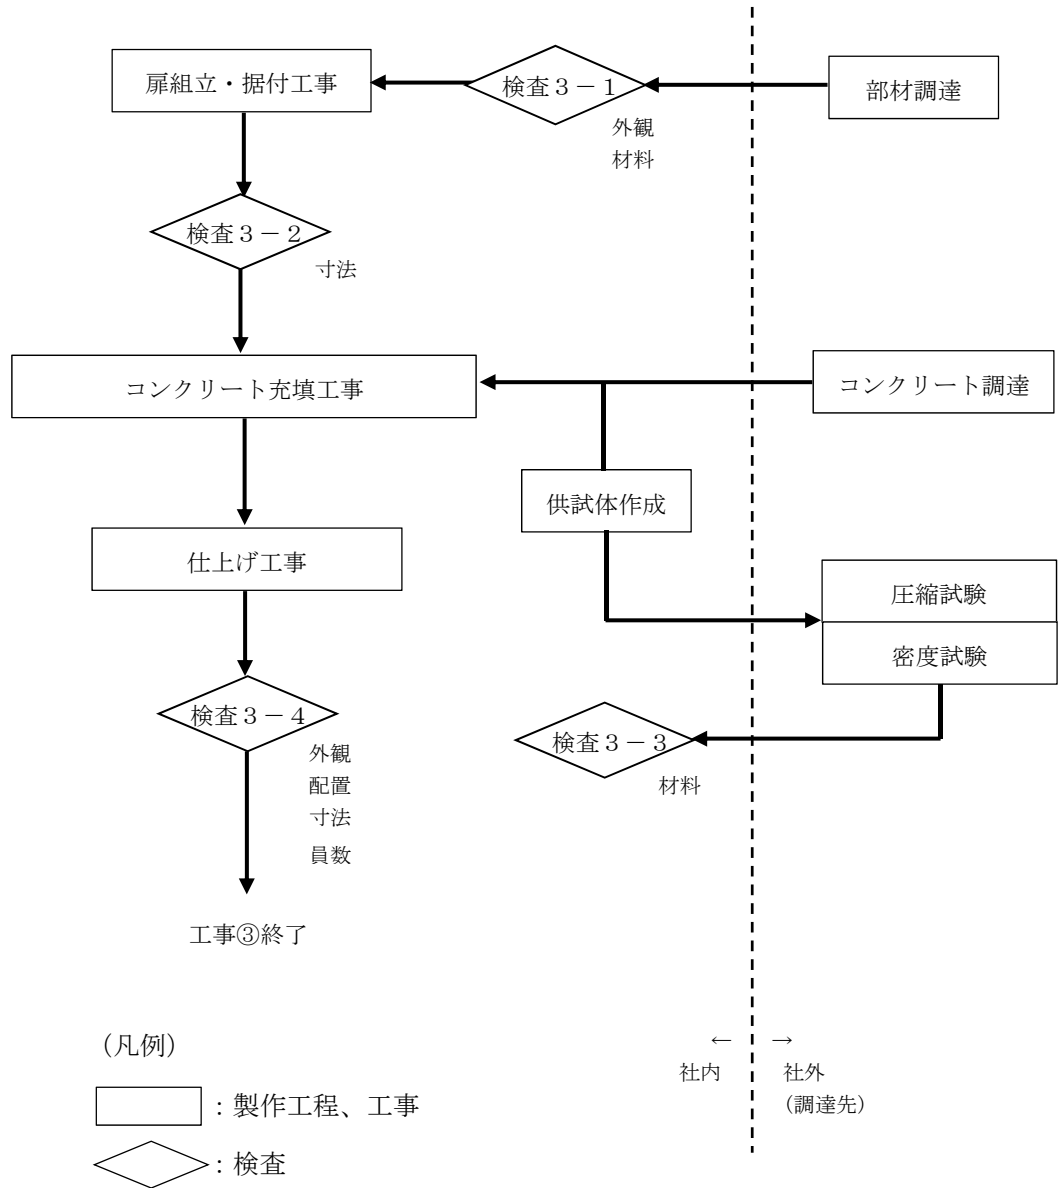 扉組立・据付工事
検査3－1
部材調達
外観
材料
検査3－2
寸法
コンクリート充填工事
コンクリート調達
供試体作成
仕上げ工事
圧縮試験
密度試験
検査3－4
検査3－3
外観
配置
寸法
員数
材料
工事③終了
(凡例)
← →
社内 社外
(調達先)
：製作工程、工事
：検査